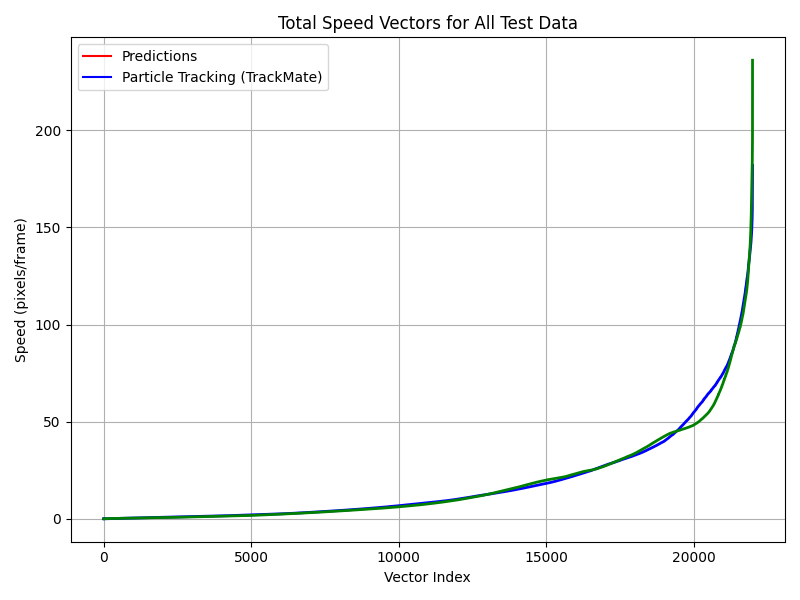 Total Speed Vectors for All Test Data
Predictions
Particle Tracking (TrackMate)
200
150
100
50
0
Speed (pixels/frame)
0 5000 10000 15000 20000
Vector Index